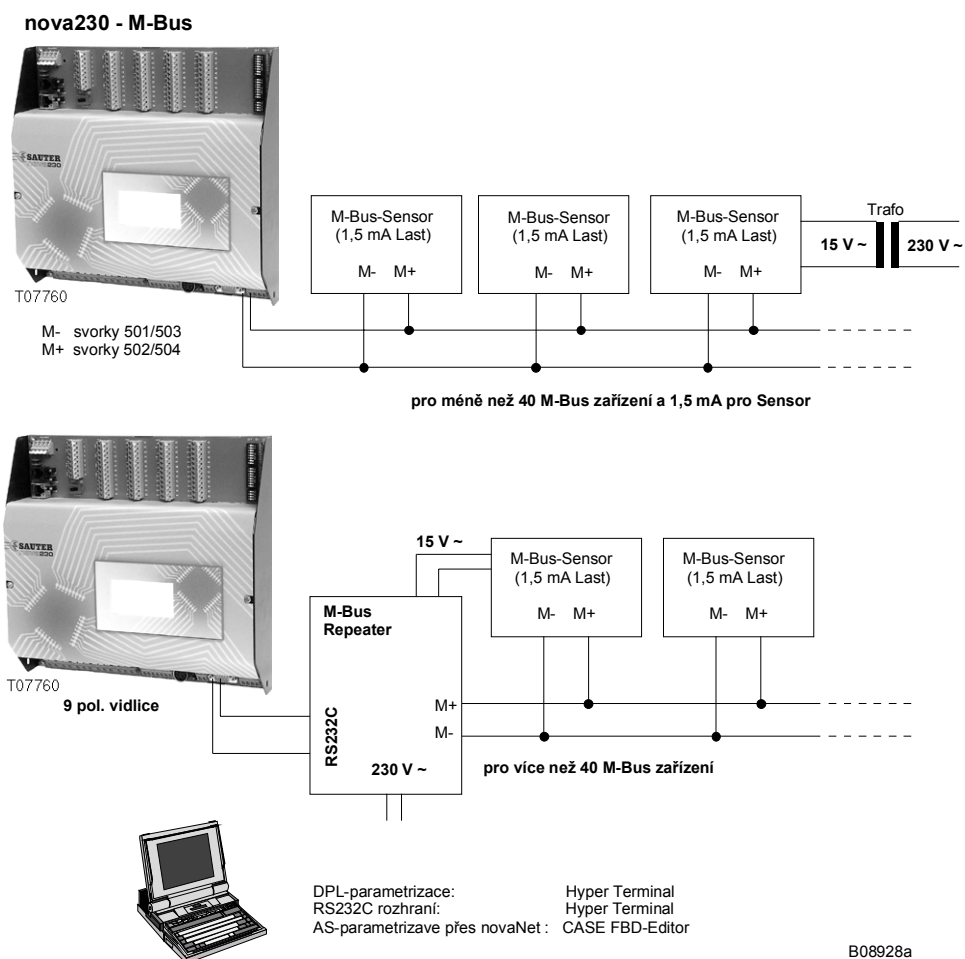 nova230 - M-Bus
SAUTER
230
T07760
M- svorky 501/503
M+ svorky 502/504
M-Bus-Sensor
(1,5 mA Last)
M- M+
M-Bus-Sensor
(1,5 mA Last)
M- M+
M-Bus-Sensor
(1,5 mA Last)
M- M+
Trafo
15 V ~
230 V ~
pro méně než 40 M-Bus zařízení a 1,5 mA pro Sensor
SAUTER
230
T07760
9 pol. vidlice
15 V ~
M-Bus
Repeater
RS232C
230 V ~
M+
M-
M-Bus-Sensor
(1,5 mA Last)
M- M+
M-Bus-Sensor
(1,5 mA Last)
M- M+
pro více než 40 M-Bus zařízení
DPL-parametrizace: Hyper Terminal
RS232C rozhraní: Hyper Terminal
AS-parametrizave přes novaNet : CASE FBD-Editor
B08928a